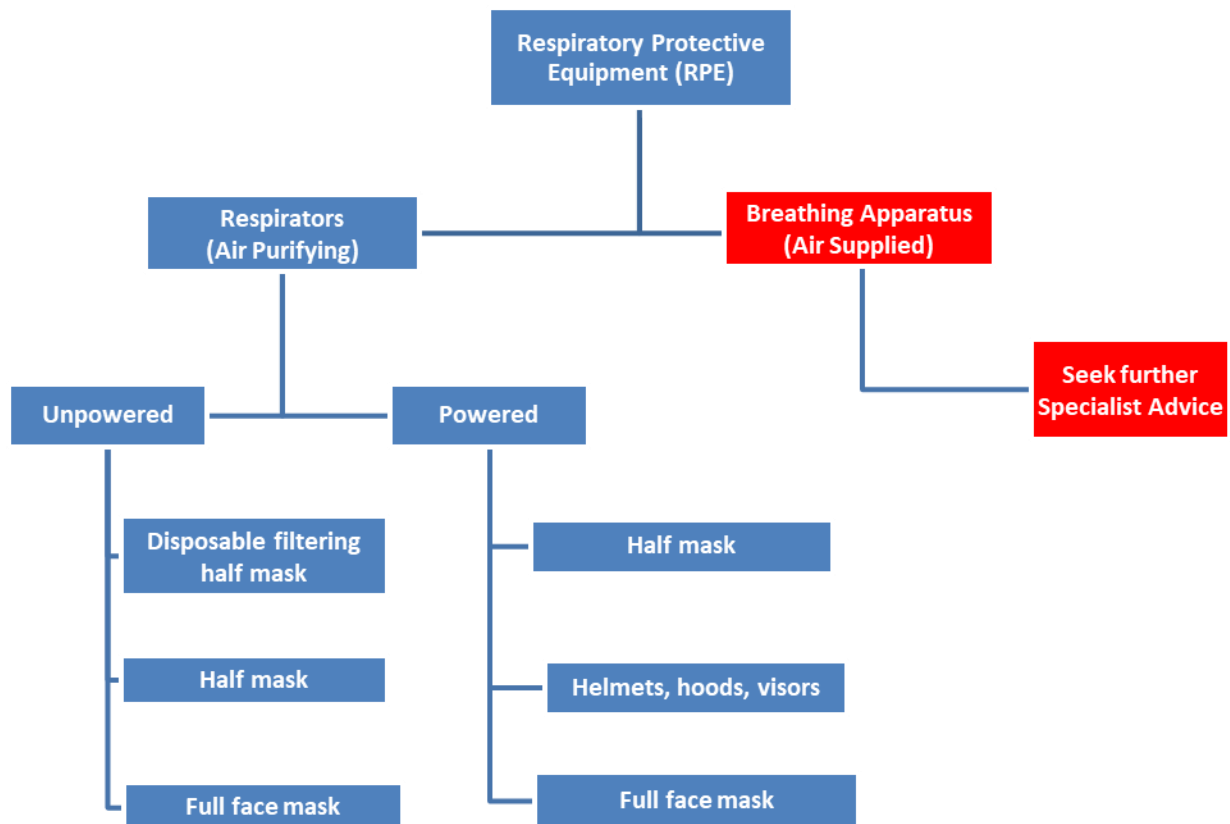 Respiratory Protective
Equipment (RPE)
Respirators
(Air Purifying)
Breathing Apparatus
(Air Supplied)
Seek further
Specialist Advice
Unpowered
Powered
Disposable filtering
half mask
Half mask
Full face mask
Half mask
Helmets, hoods, visors
Full face mask